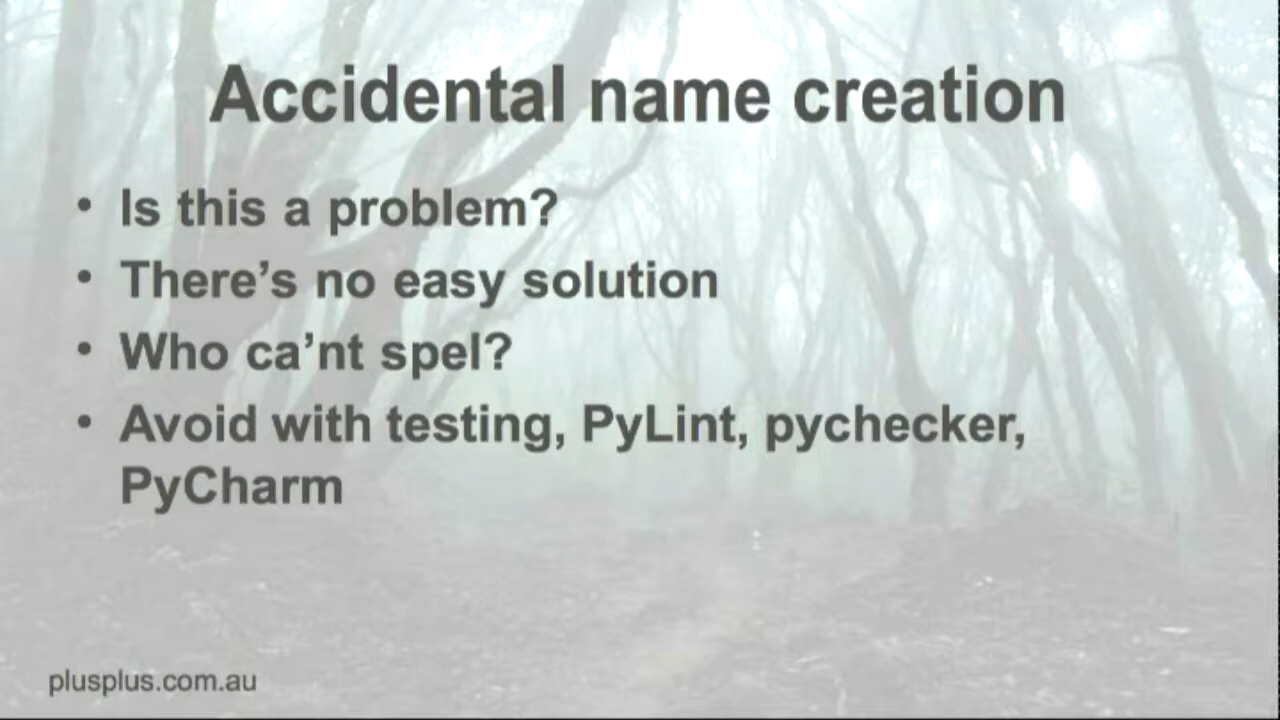 Accidental name creation
• Is this a problem?
• There’s no easy solution
• Who ca’nt spel?
• Avoid with testing, PyLint, pychecker,
PyCharm
plusplus.com.au